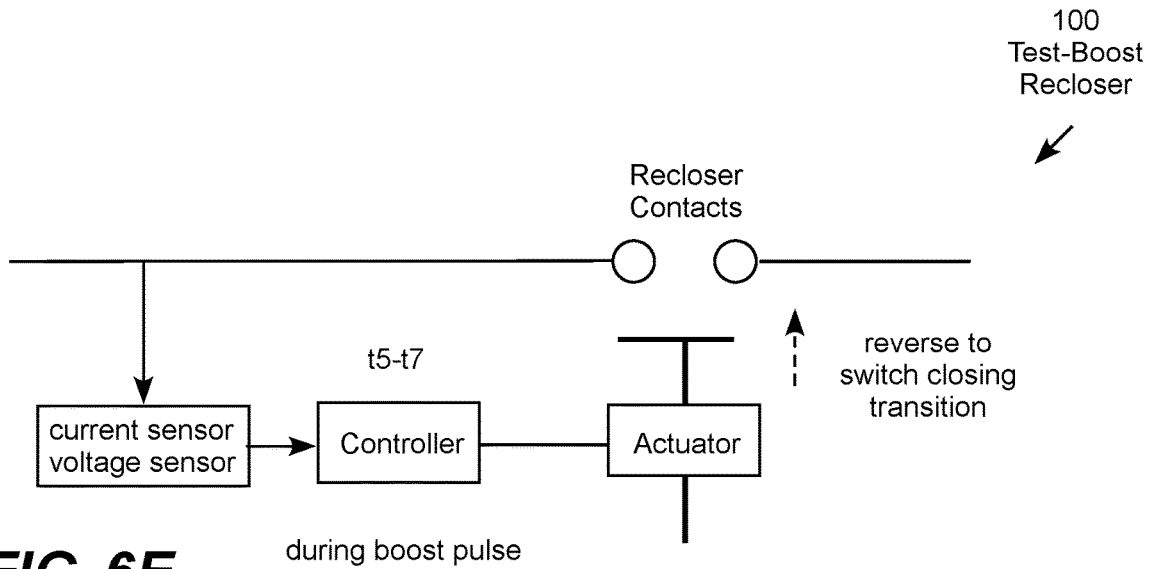 100
Test-Boost
Recloser
Recloser
Contacts
t5-t7
reverse to
switch closing
transition
current sensor
voltage sensor
Controller
Actuator
during boost pulse
FIG.